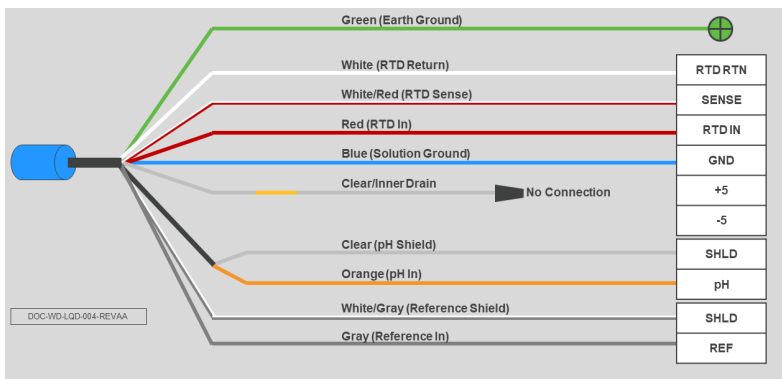 Green (Earth Ground)
White (RTD Return)
RTD RTN
White/Red (RTD Sense)
SENSE
Red (RTD In)
RTD IN
Blue (Solution Ground)
GND
Clear/Inner Drain
No Connection
+5
-5
Clear (pH Shield)
SHLD
Orange (pH In)
pH
White/Gray (Reference Shield)
SHLD
DOC-WD-LQD-004-REVAA
Gray (Reference In)
REF